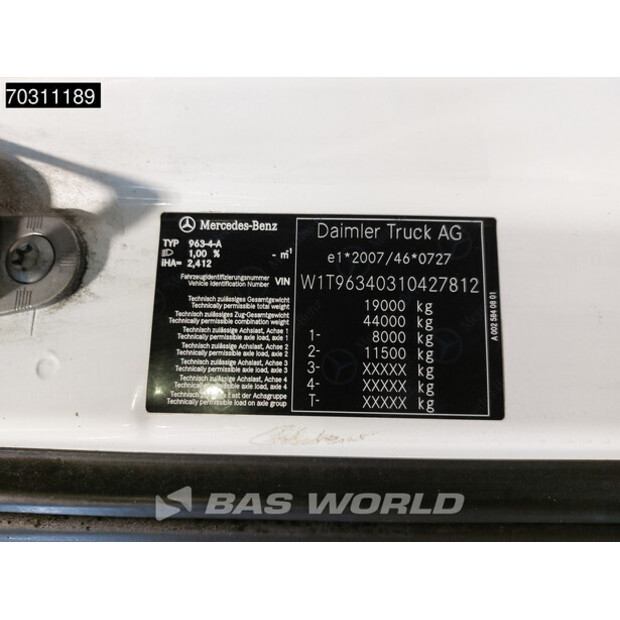 70311189
Mercedes-Benz
Daimler Truck AG
TYP 963-4-A
1,00 % - m⁻¹
IHA= 2,412
e1*2007/46*0727
Fahrzeugidentifizierungsnummer
Vehicle Identification Number VIN
W1T96340310427812
Technisch zulässiges Gesamtgewicht
Technically permissible laden weight
19000 kg
Technisch zulässiges Zug-Gesamtgewicht
Technically permissible combination weight
44000 kg
Technisch zulässige Achslast, Achse 1
Technically permissible axle load, axle 1
1- 8000 kg
Technisch zulässige Achslast, Achse 2
Technically permissible axle load, axle 2
2- 11500 kg
Technisch zulässige Achslast, Achse 3
Technically permissible axle load, axle 3
3- XXXXX kg
Technisch zulässige Achslast, Achse 4
Technically permissible axle load, axle 4
4- XXXXX kg
Last der Achsgruppe
Technically permissible load on axle group
T- XXXXX kg
A 002 584 08 01
BAS WORLD